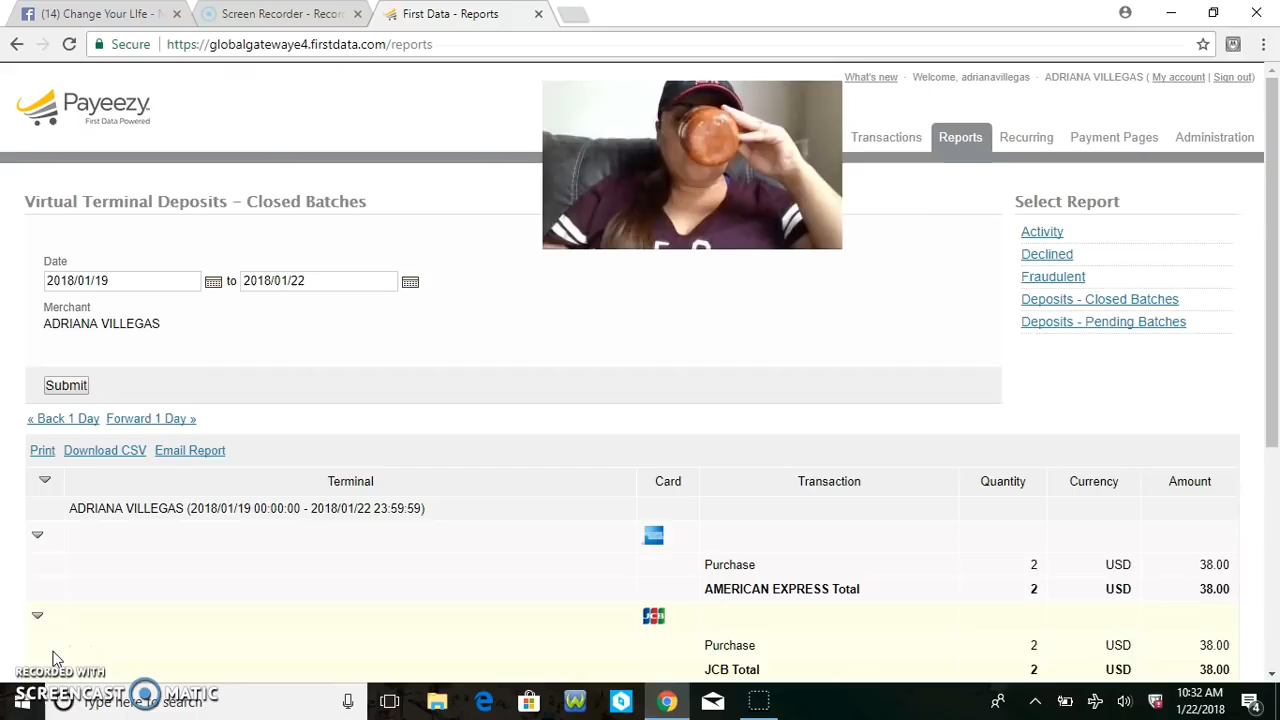 (14) Change Your LIfe -
Screen Recorder - Recor
First Data - Reports
Secure
https://globalgatewaye4.firstdata.com/reports
What's new · Welcome, adrianavillegas · ADRIANA VILLEGAS ( My account / Sign out)
Payeezy
First Data Powered
Transactions Reports Recurring Payment Pages Administration
Virtual Terminal Deposits – Closed Batches
Select Report
Activity
Declined
Fraudulent
Deposits - Closed Batches
Deposits - Pending Batches
Date
2018/01/19 to 2018/01/22
Merchant
ADRIANA VILLEGAS
Submit
« Back 1 Day Forward 1 Day »
Print Download CSV Email Report
Terminal Card Transaction Quantity Currency Amount
ADRIANA VILLEGAS (2018/01/19 00:00:00 - 2018/01/22 23:59:59)
Purchase 2 USD 38.00
AMERICAN EXPRESS Total 2 USD 38.00
JCB
Purchase 2 USD 38.00
JCB Total 2 USD 38.00
RECORDED WITH
SCREENCAST MATIC
Type here to search
10:32 AM
1/22/2018
4